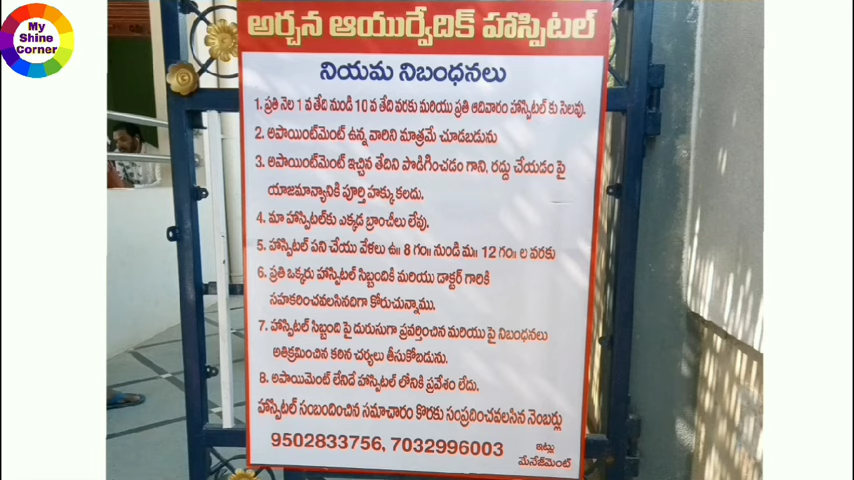 My
Shine
Corner
అర్చన ఆయుర్వేదిక్ హాస్పిటల్
నియమ నిబంధనలు
1. ప్రతి వెల 1 వ తేది నుండి 10 వ తేది వరకు మరియు ప్రతి ఆదివారం హాస్పిటల్ కు సెలవు.
2. అపాయింట్‌మెంట్ ఉన్న వారిని మాత్రమే చూడబడును
3. అపాయింట్‌మెంట్ ఇచ్చిన తేదిని పొడిగించడం గాని, రద్దు చేయడం పై
యాజమాన్యానికి పూర్తి హక్కు కలదు.
4. మా హాస్పిటల్‌కు ఎక్కడ బ్రాంచీలు లేవు.
5. హాస్పిటల్ పని చేయు వేళలు ఉ॥ 8 గం॥ నుండి మ॥ 12 గం॥ ల వరకు
6. ప్రతి ఒక్కరు హాస్పిటల్ సిబ్బందికి మరియు డాక్టర్ గారికి
సహకరించవలసినదిగా కోరుచున్నాము.
7. హాస్పిటల్ సిబ్బంది పై దురుసుగా ప్రవర్తించిన మరియు పై నిబంధనలు
అతిక్రమించిన కఠిన చర్యలు తీసుకోబడును.
8. అపాయిమెంట్ లేనిదే హాస్పిటల్ లోనికి ప్రవేశం లేదు.
హాస్పిటల్ సంబందించిన సమాచారం కొరకు సంప్రదించవలసిన నెంబర్లు
9502833756, 7032996003
ఇట్లు
మేనేజ్‌మెంట్